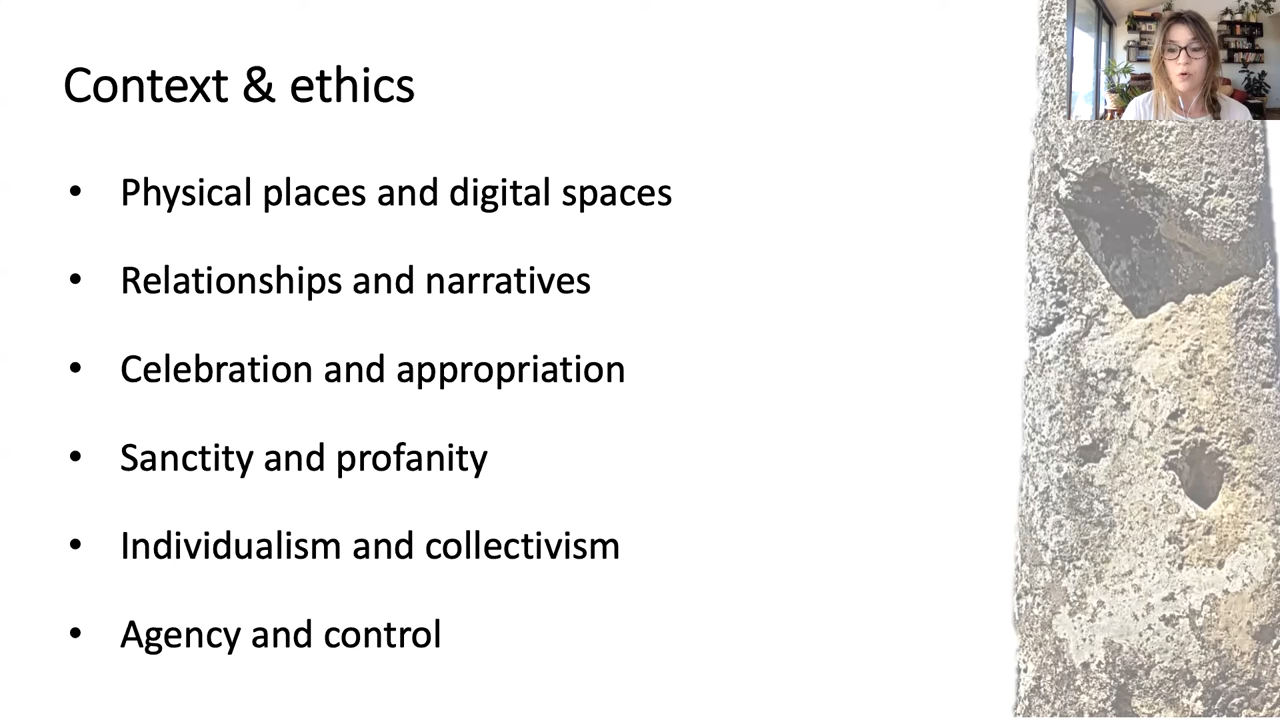 Context & ethics
• Physical places and digital spaces
• Relationships and narratives
• Celebration and appropriation
• Sanctity and profanity
• Individualism and collectivism
• Agency and control